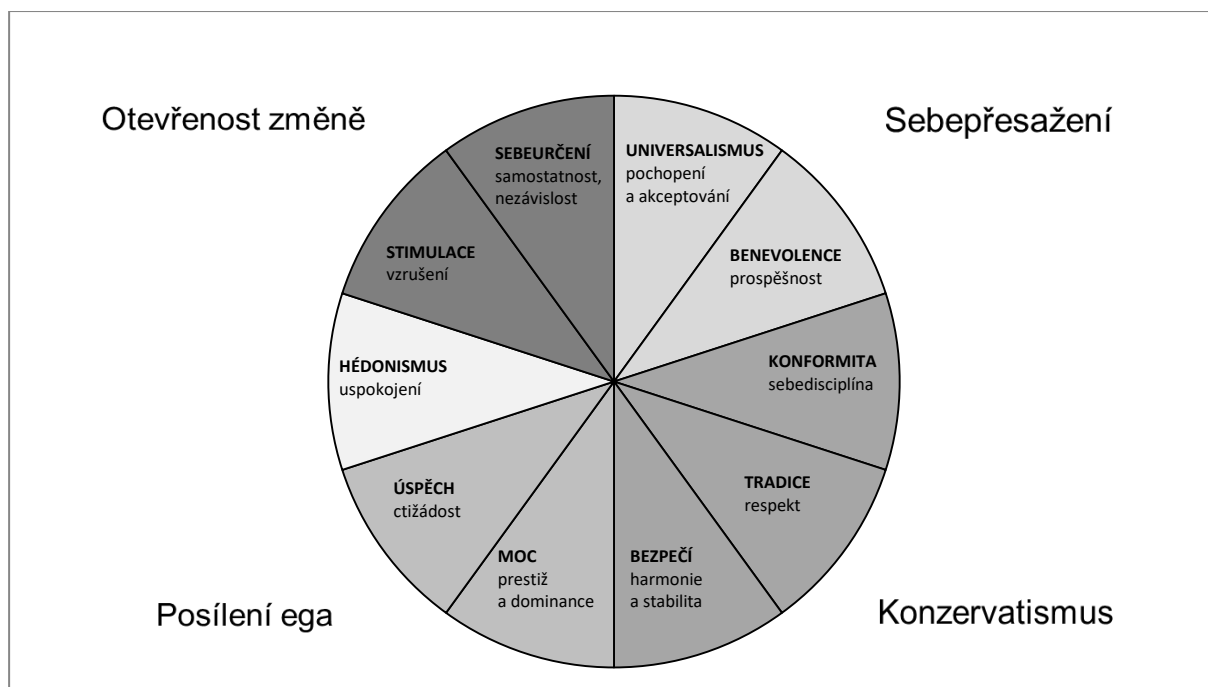 Otevřenost změně
Sebepřesažení
SEBEURČENÍ
samostatnost,
nezávislost
UNIVERSALISMUS
pochopení
a akceptování
STIMULACE
vzrušení
BENEVOLENCE
prospěšnost
HÉDONISMUS
uspokojení
KONFORMITA
sebedisciplína
ÚSPĚCH
ctižádost
TRADICE
respekt
MOC
prestiž
a dominance
BEZPEČÍ
harmonie
a stabilita
Posílení ega
Konzervatismus